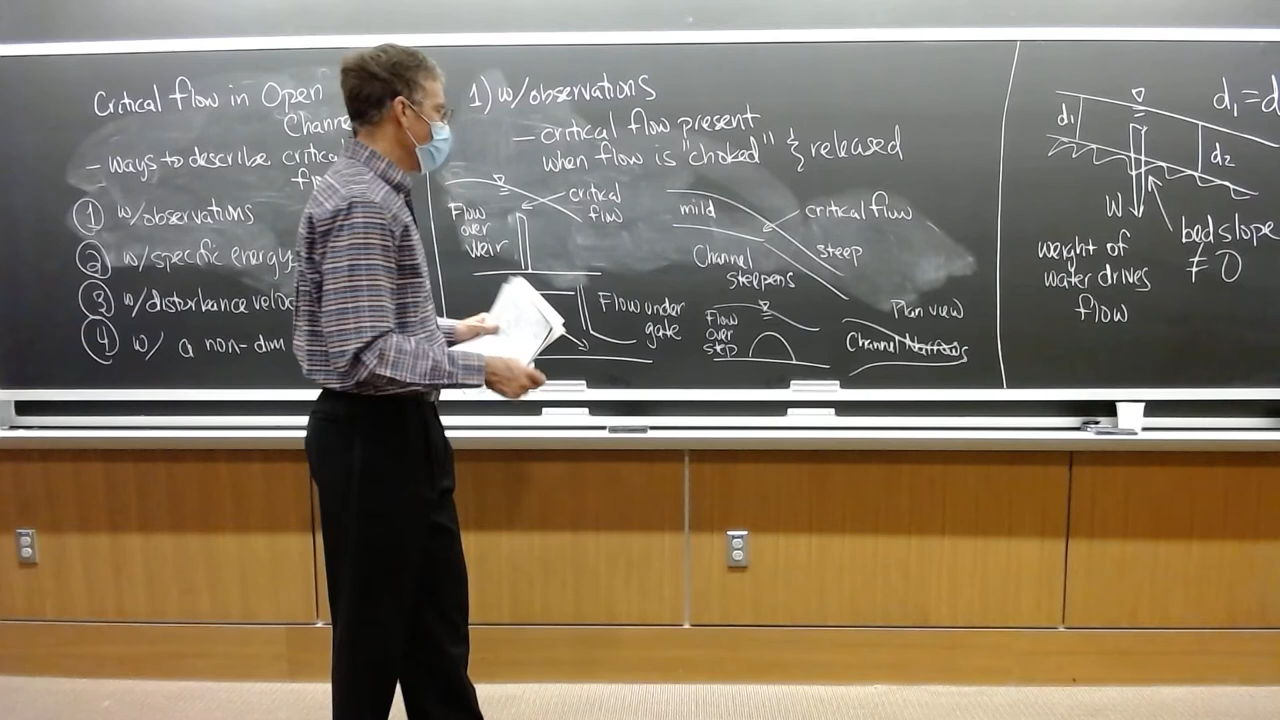 Critical flow in Open
Channe
- ways to describe critica
fl
① w/observations
② w/specific energy
③ w/disturbance veloc
④ w/ a non-dim
1) w/observations
- critical flow present
when flow is "choked" & released
Flow
over
weir
critical
flow
Flow under
gate
mild
critical flow
steep
Channel
steepens
Flow
over
step
Plan view
Channel Narrows
d₁
d₂
d₁ = d
W
weight of
water drives
flow
bed slope
≠ 0